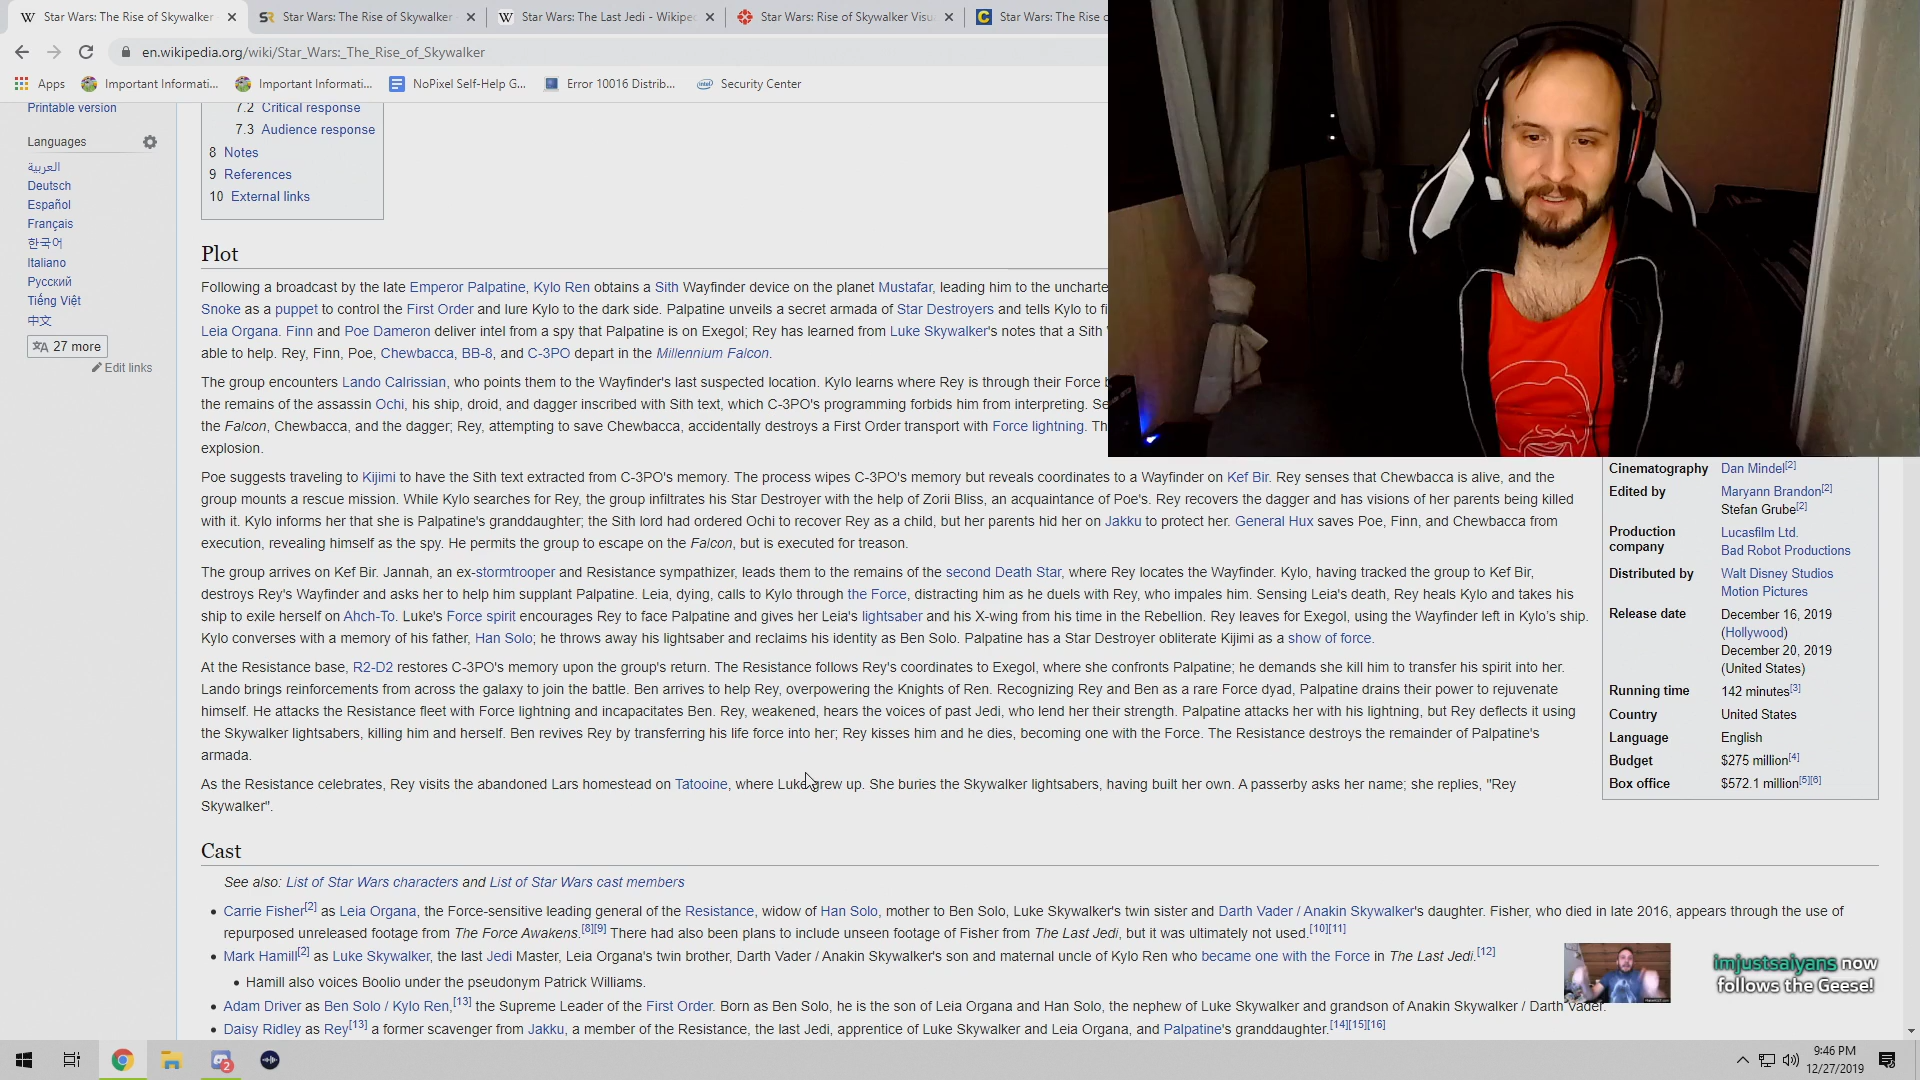 Star Wars: The Rise of Skywalker
Star Wars: The Rise of Skywalker
Star Wars: The Last Jedi - Wikipe
Star Wars: Rise of Skywalker Visu
Star Wars: The Rise o
en.wikipedia.org/wiki/Star_Wars:_The_Rise_of_Skywalker
Apps
Important Informati...
Important Informati...
NoPixel Self-Help G...
Error 10016 Distrib...
Security Center
Printable version
Languages
العربية
Deutsch
Español
Français
한국어
Italiano
Русский
Tiếng Việt
中文
27 more
Edit links
7.2 Critical response
7.3 Audience response
8 Notes
9 References
10 External links
Plot
Following a broadcast by the late Emperor Palpatine, Kylo Ren obtains a Sith Wayfinder device on the planet Mustafar, leading him to the uncharte
Snoke as a puppet to control the First Order and lure Kylo to the dark side. Palpatine unveils a secret armada of Star Destroyers and tells Kylo to fi
Leia Organa. Finn and Poe Dameron deliver intel from a spy that Palpatine is on Exegol; Rey has learned from Luke Skywalker's notes that a Sith
able to help. Rey, Finn, Poe, Chewbacca, BB-8, and C-3PO depart in the Millennium Falcon.
The group encounters Lando Calrissian, who points them to the Wayfinder's last suspected location. Kylo learns where Rey is through their Force b
the remains of the assassin Ochi, his ship, droid, and dagger inscribed with Sith text, which C-3PO's programming forbids him from interpreting. Se
the Falcon, Chewbacca, and the dagger; Rey, attempting to save Chewbacca, accidentally destroys a First Order transport with Force lightning. Th
explosion.
Poe suggests traveling to Kijimi to have the Sith text extracted from C-3PO's memory. The process wipes C-3PO's memory but reveals coordinates to a Wayfinder on Kef Bir. Rey senses that Chewbacca is alive, and the
group mounts a rescue mission. While Kylo searches for Rey, the group infiltrates his Star Destroyer with the help of Zorii Bliss, an acquaintance of Poe's. Rey recovers the dagger and has visions of her parents being killed
with it. Kylo informs her that she is Palpatine's granddaughter; the Sith lord had ordered Ochi to recover Rey as a child, but her parents hid her on Jakku to protect her. General Hux saves Poe, Finn, and Chewbacca from
execution, revealing himself as the spy. He permits the group to escape on the Falcon, but is executed for treason.
The group arrives on Kef Bir. Jannah, an ex-stormtrooper and Resistance sympathizer, leads them to the remains of the second Death Star, where Rey locates the Wayfinder. Kylo, having tracked the group to Kef Bir,
destroys Rey's Wayfinder and asks her to help him supplant Palpatine. Leia, dying, calls to Kylo through the Force, distracting him as he duels with Rey, who impales him. Sensing Leia's death, Rey heals Kylo and takes his
ship to exile herself on Ahch-To. Luke's Force spirit encourages Rey to face Palpatine and gives her Leia's lightsaber and his X-wing from his time in the Rebellion. Rey leaves for Exegol, using the Wayfinder left in Kylo's ship.
Kylo converses with a memory of his father, Han Solo; he throws away his lightsaber and reclaims his identity as Ben Solo. Palpatine has a Star Destroyer obliterate Kijimi as a show of force.
At the Resistance base, R2-D2 restores C-3PO's memory upon the group's return. The Resistance follows Rey's coordinates to Exegol, where she confronts Palpatine; he demands she kill him to transfer his spirit into her.
Lando brings reinforcements from across the galaxy to join the battle. Ben arrives to help Rey, overpowering the Knights of Ren. Recognizing Rey and Ben as a rare Force dyad, Palpatine drains their power to rejuvenate
himself. He attacks the Resistance fleet with Force lightning and incapacitates Ben. Rey, weakened, hears the voices of past Jedi, who lend her their strength. Palpatine attacks her with his lightning, but Rey deflects it using
the Skywalker lightsabers, killing him and herself. Ben revives Rey by transferring his life force into her; Rey kisses him and he dies, becoming one with the Force. The Resistance destroys the remainder of Palpatine's
armada.
As the Resistance celebrates, Rey visits the abandoned Lars homestead on Tatooine, where Luke grew up. She buries the Skywalker lightsabers, having built her own. A passerby asks her name; she replies, "Rey
Skywalker".
Cinematography Dan Mindel[2]
Edited by Maryann Brandon[2]
Stefan Grube[2]
Production company Lucasfilm Ltd.
Bad Robot Productions
Distributed by Walt Disney Studios
Motion Pictures
Release date December 16, 2019
(Hollywood)
December 20, 2019
(United States)
Running time 142 minutes[3]
Country United States
Language English
Budget $275 million[4]
Box office $572.1 million[5][6]
Cast
See also: List of Star Wars characters and List of Star Wars cast members
Carrie Fisher[2] as Leia Organa, the Force-sensitive leading general of the Resistance, widow of Han Solo, mother to Ben Solo, Luke Skywalker's twin sister and Darth Vader / Anakin Skywalker's daughter. Fisher, who died in late 2016, appears through the use of
repurposed unreleased footage from The Force Awakens.[8][9] There had also been plans to include unseen footage of Fisher from The Last Jedi, but it was ultimately not used.[10][11]
Mark Hamill[2] as Luke Skywalker, the last Jedi Master, Leia Organa's twin brother, Darth Vader / Anakin Skywalker's son and maternal uncle of Kylo Ren who became one with the Force in The Last Jedi.[12]
Hamill also voices Boolio under the pseudonym Patrick Williams.
Adam Driver as Ben Solo / Kylo Ren,[13] the Supreme Leader of the First Order. Born as Ben Solo, he is the son of Leia Organa and Han Solo, the nephew of Luke Skywalker and grandson of Anakin Skywalker / Darth Vader.
Daisy Ridley as Rey[13] a former scavenger from Jakku, a member of the Resistance, the last Jedi, apprentice of Luke Skywalker and Leia Organa, and Palpatine's granddaughter.[14][15][16]
imjustsaiyans now
follows the Geese!
2
9:46 PM
12/27/2019